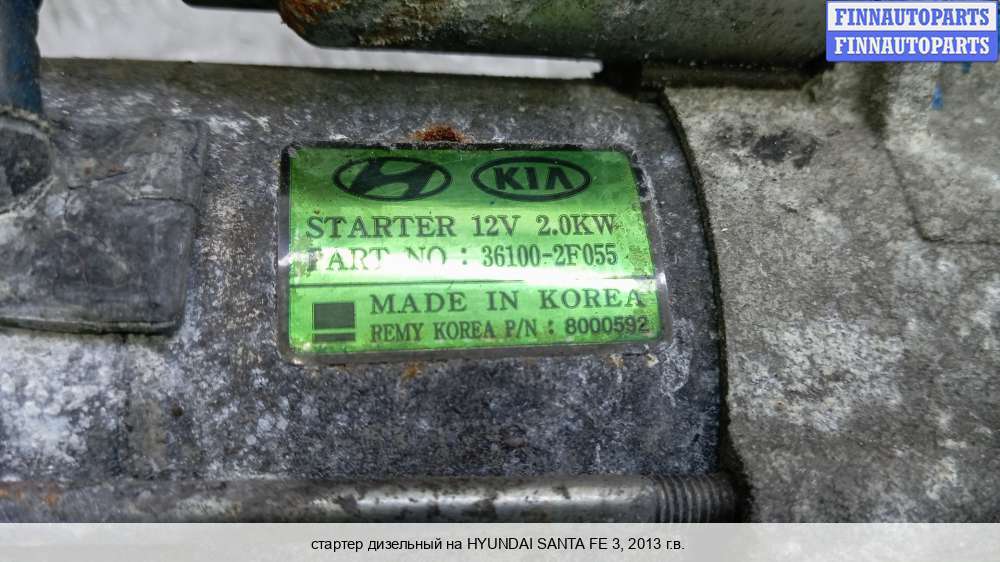 FINNAUTOPARTS
FINNAUTOPARTS
KIA
STARTER 12V 2.0KW
PART NO : 36100-2F055
MADE IN KOREA
REMY KOREA P/N : 8000592
стартер дизельный на HYUNDAI SANTA FE 3, 2013 г.в.